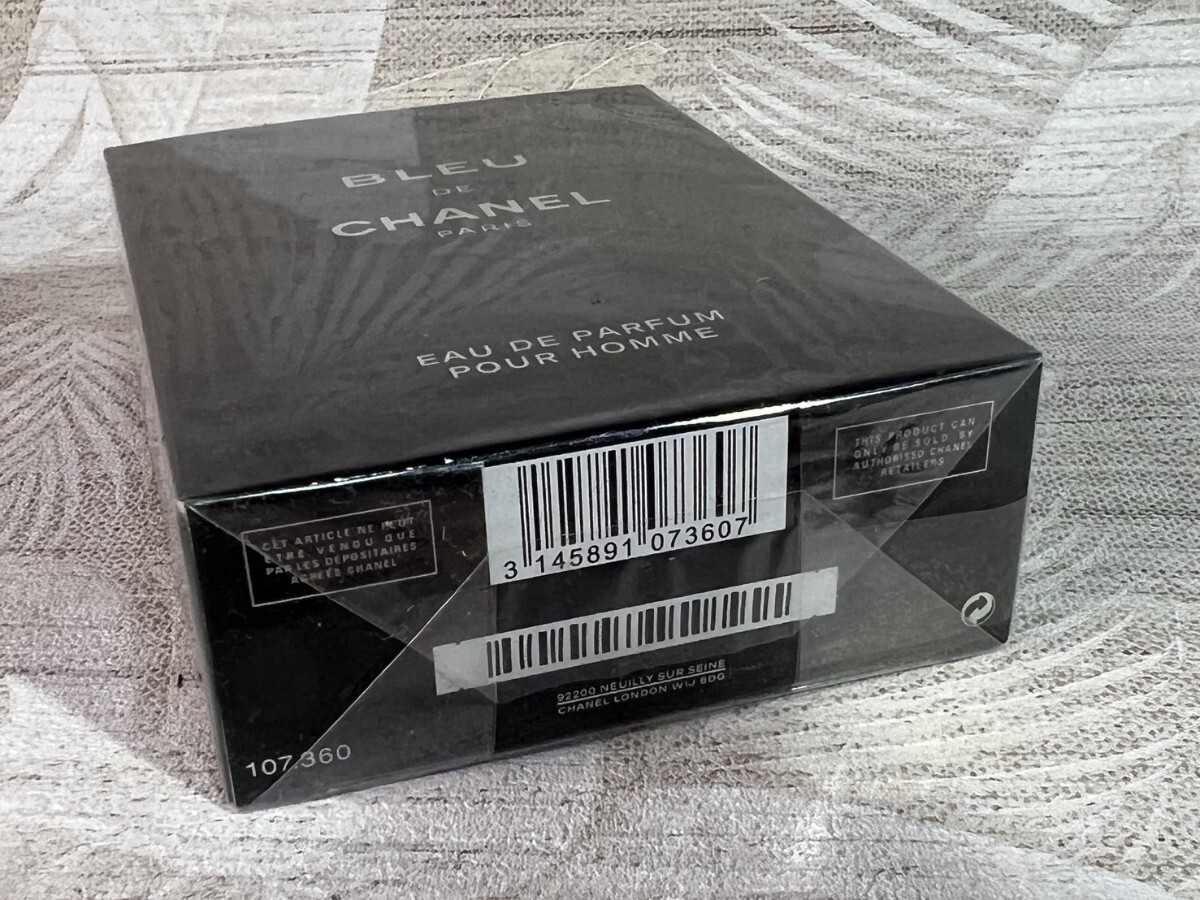 BLEU
DE
CHANEL
PARIS
EAU DE PARFUM
POUR HOMME
CET ARTICLE NE PEUT
ETRE VENDU QUE
PAR LES DEPOSITAIRES
AGREES CHANEL
3 145891 073607
THIS PRODUCT CAN
ONLY BE SOLD BY
AUTHORISED CHANEL
RETAILERS
92200 NEUILLY SUR SEINE
CHANEL LONDON W1J 6DG
107.360